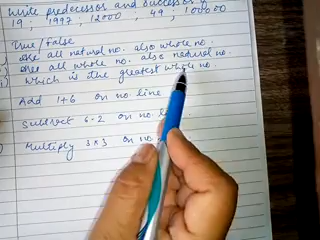 Write predecessor and successor of
19, 1997, 12000, 49, 100000
True/false
Are all natural no. also whole no.
Are all whole no. also natural no.
Which is the greatest whole no.
Add 1+6 on no. line
Subtract 6-2 on no. l
Multiply 3x3 on no.